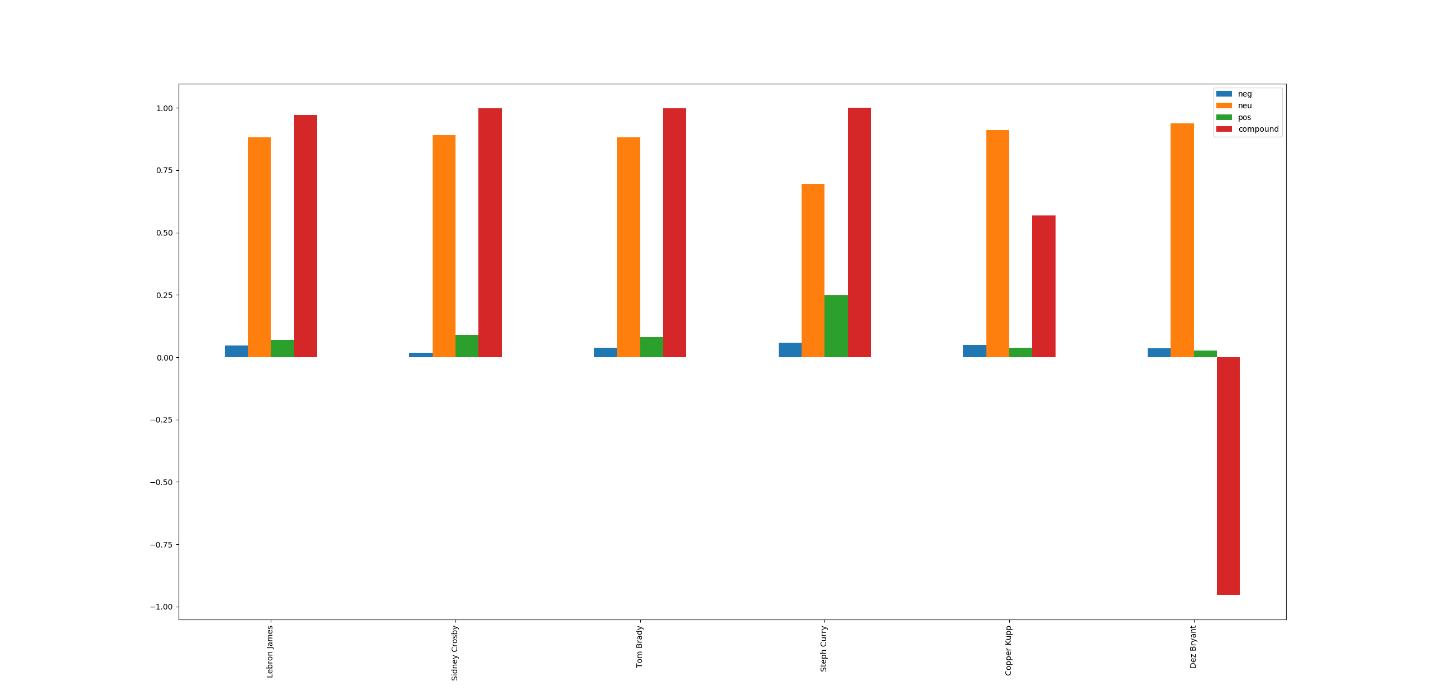 neg
neu
pos
compound
1.00
0.75
0.50
0.25
0.00
−0.25
−0.50
−0.75
−1.00
Lebron James
Sidney Crosby
Tom Brady
Steph Curry
Copper Kupp
Dez Bryant